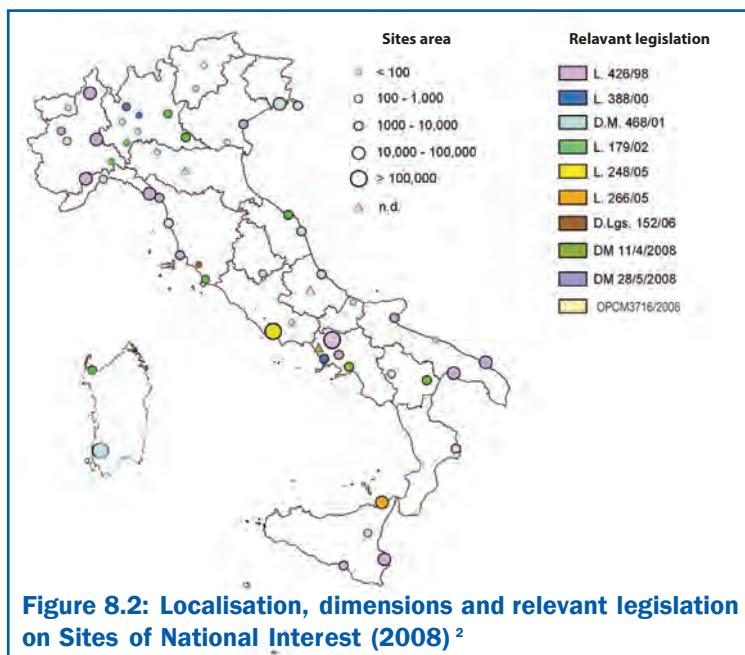 Sites area
< 100
100 - 1,000
1000 - 10,000
10,000 - 100,000
> 100,000
n.d.
Relavant legislation
L. 426/98
L. 388/00
D.M. 468/01
L. 179/02
L. 248/05
L. 266/05
D.Lgs. 152/06
DM 11/4/2008
DM 28/5/2008
OPCM3716/2008
Figure 8.2: Localisation, dimensions and relevant legislation
on Sites of National Interest (2008) 2